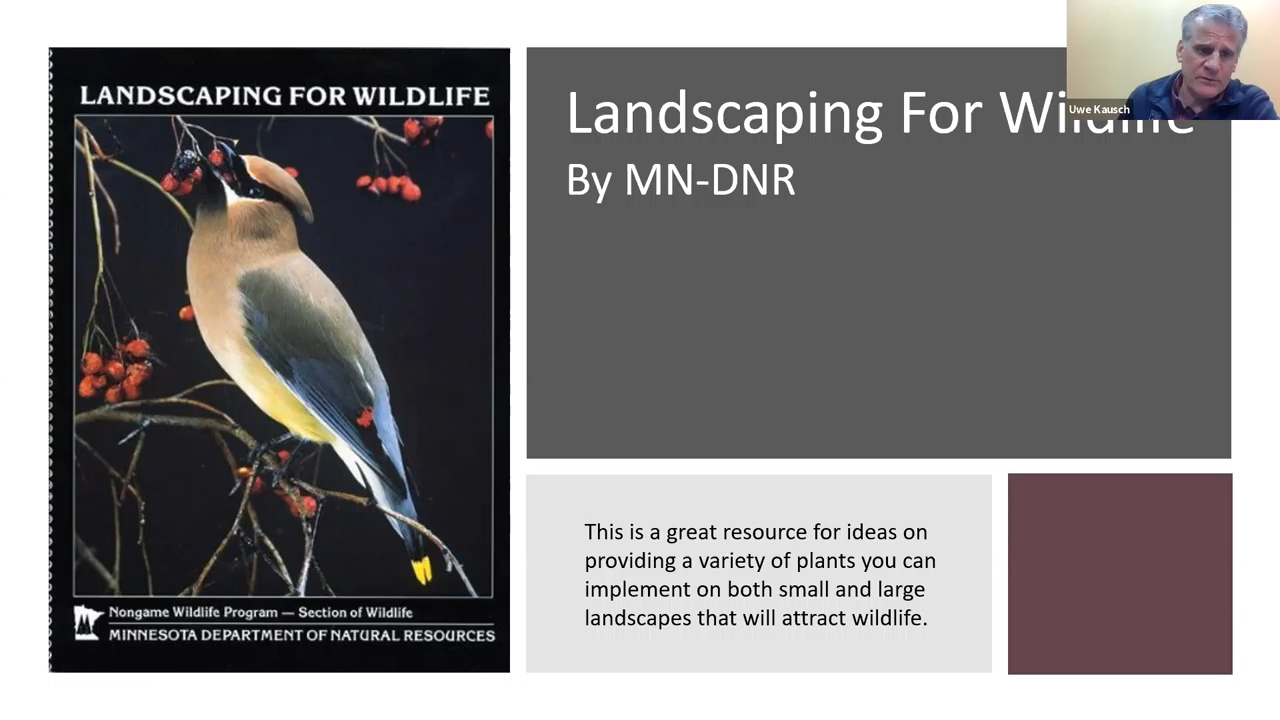 LANDSCAPING FOR WILDLIFE
Nongame Wildlife Program — Section of Wildlife
MINNESOTA DEPARTMENT OF NATURAL RESOURCES
Landscaping For Wildlife
By MN-DNR
Uwe Kausch
This is a great resource for ideas on
providing a variety of plants you can
implement on both small and large
landscapes that will attract wildlife.